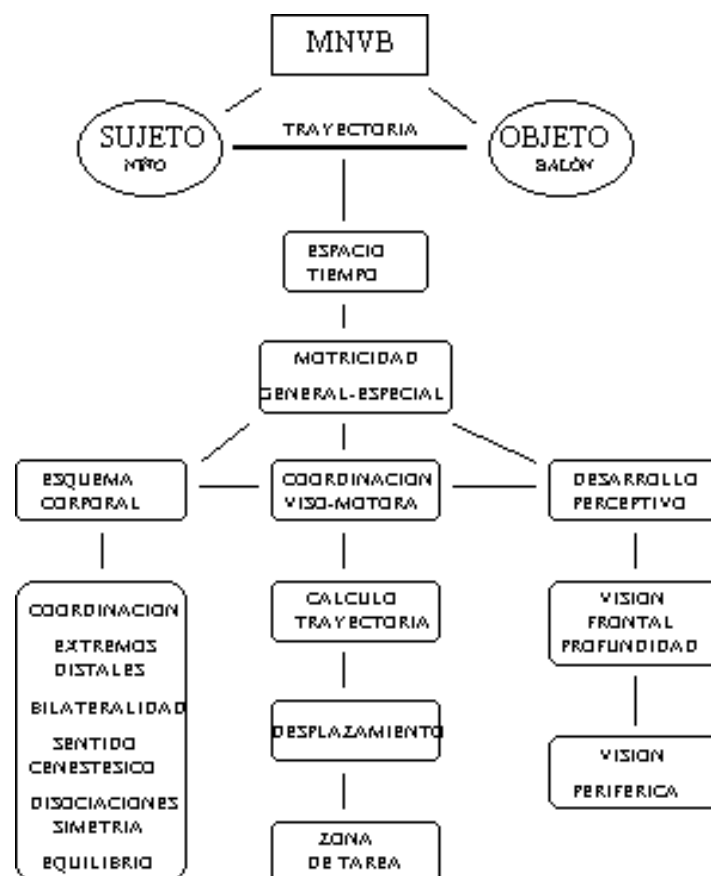 MNVB
SUJETO
NIÑO
TRAYECTORIA
OBJETO
BALÓN
ESPACIO
TIEMPO
MOTRICIDAD
GENERAL-ESPECIAL
ESQUEMA
CORPORAL
COORDINACION
VISO-MOTORA
DESARROLLO
PERCEPTIVO
COORDINACION
EXTREMOS
DISTALES
BILATERALIDAD
SENTIDO
CENESTESICO
DISOCIACIONES
SIMETRIA
EQUILIBRIO
CALCULO
TRAYECTORIA
DESPLAZAMIENTO
ZONA
DE TAREA
VISION
FRONTAL
PROFUNDIDAD
VISION
PERIFERICA